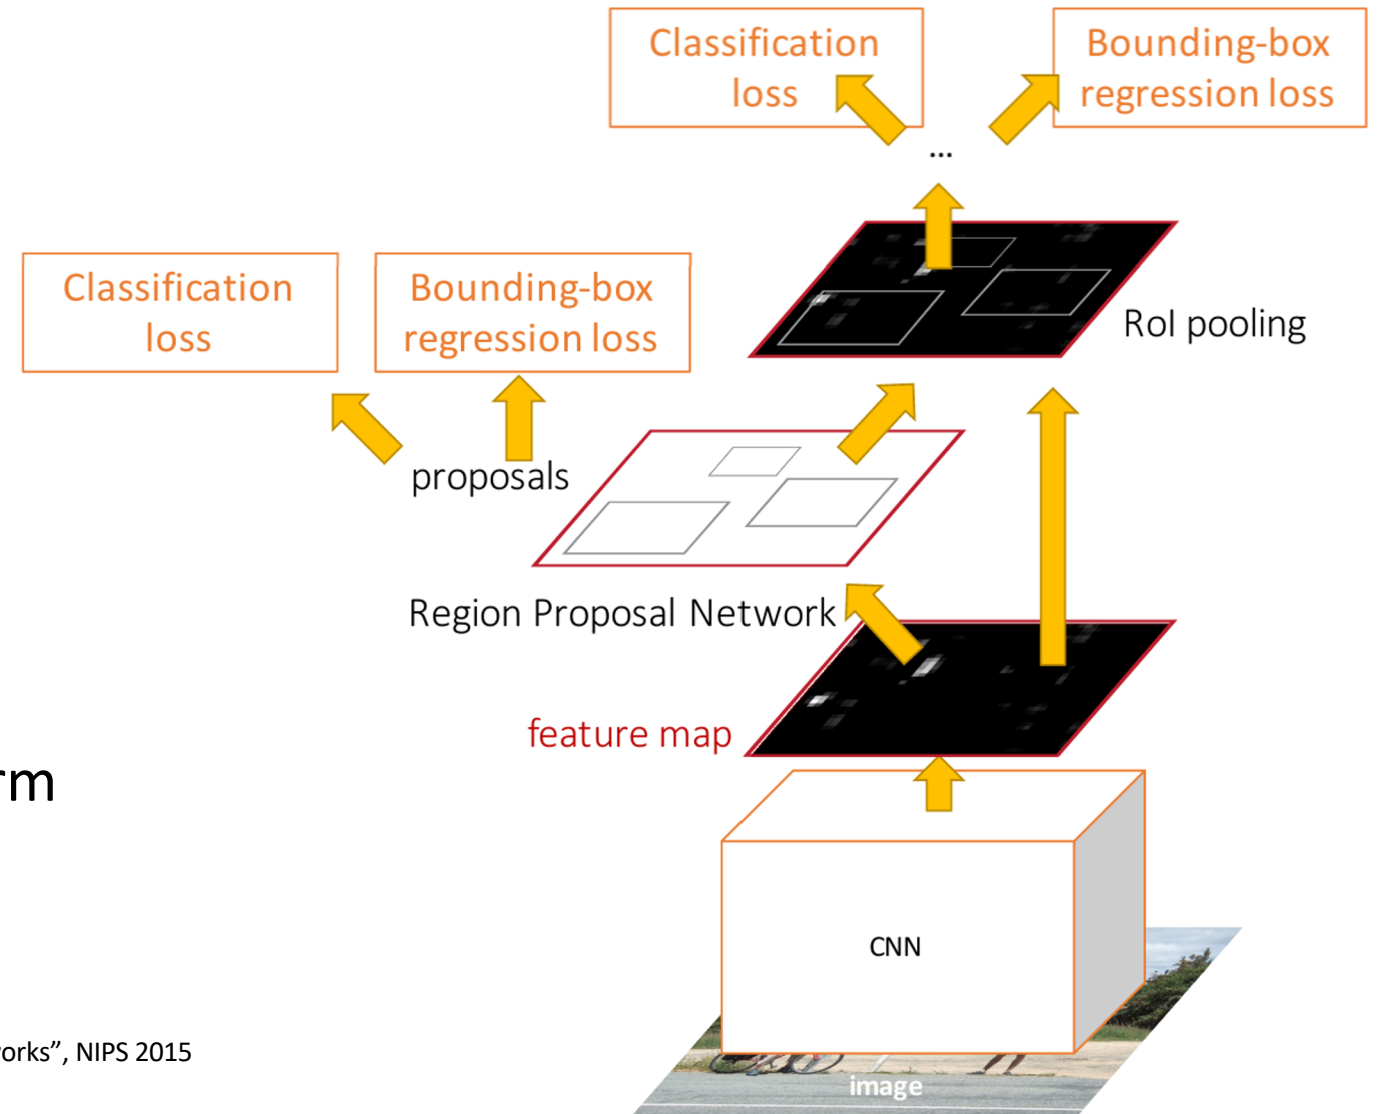 Classification
loss
Bounding-box
regression loss
...
Classification
loss
Bounding-box
regression loss
RoI pooling
proposals
Region Proposal Network
feature map
rm
CNN
orks”, NIPS 2015
image